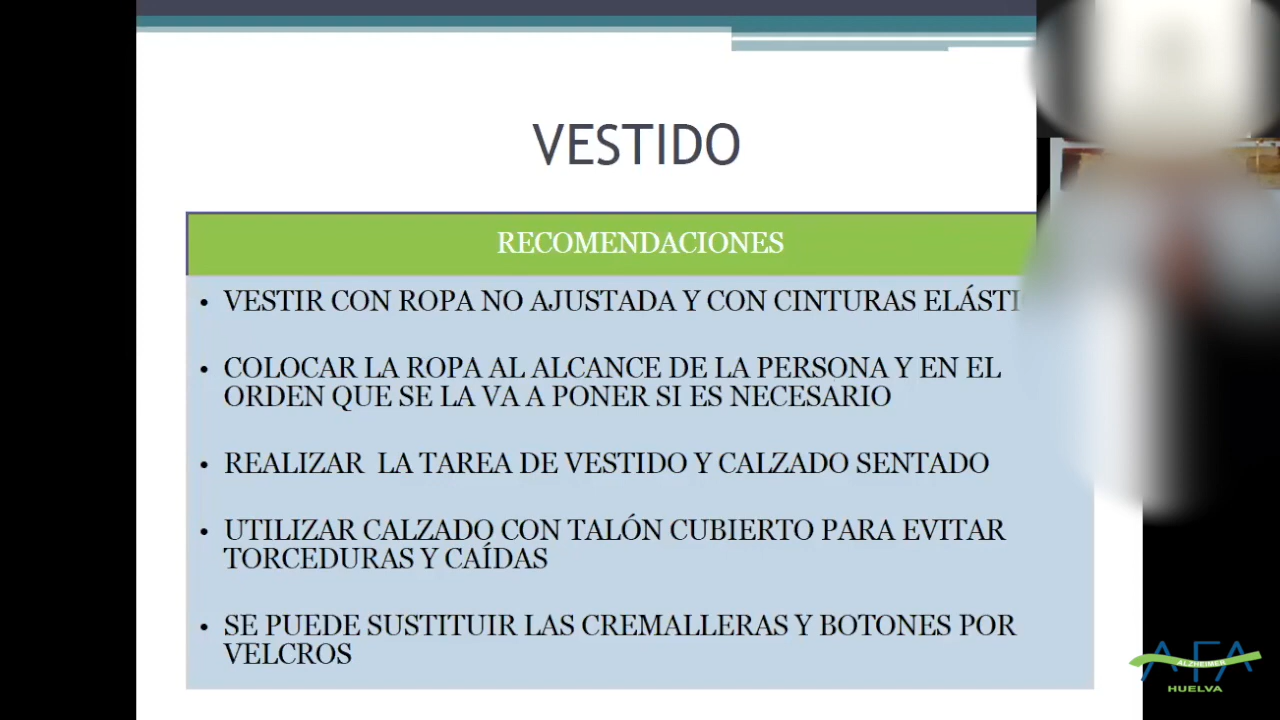 VESTIDO
RECOMENDACIONES
• VESTIR CON ROPA NO AJUSTADA Y CON CINTURAS
• COLOCAR LA ROPA AL ALCANCE DE LA PERSONA Y EN EL
ORDEN QUE SE LA VA A PONER SI ES NECESARIO
• REALIZAR LA TAREA DE VESTIDO Y CALZADO SENTADO
• UTILIZAR CALZADO CON TALÓN CUBIERTO PARA EVITAR
TORCEDURAS Y CAÍDAS
• SE PUEDE SUSTITUIR LAS CREMALLERAS Y BOTONES POR
VELCROS
AFA
ALZHEIMER
HUELVA